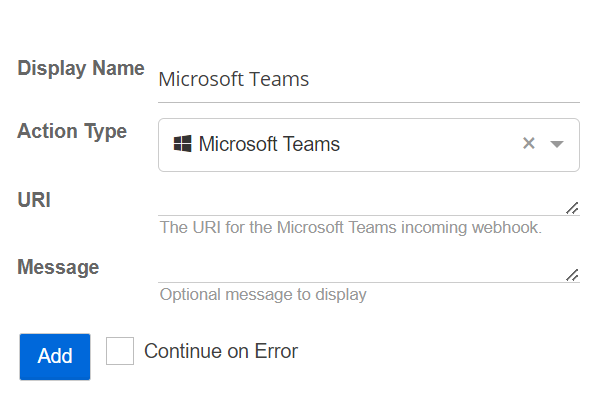 Display Name
Microsoft Teams
Action Type
Microsoft Teams
URI
The URI for the Microsoft Teams incoming webhook.
Message
Optional message to display
Add Continue on Error